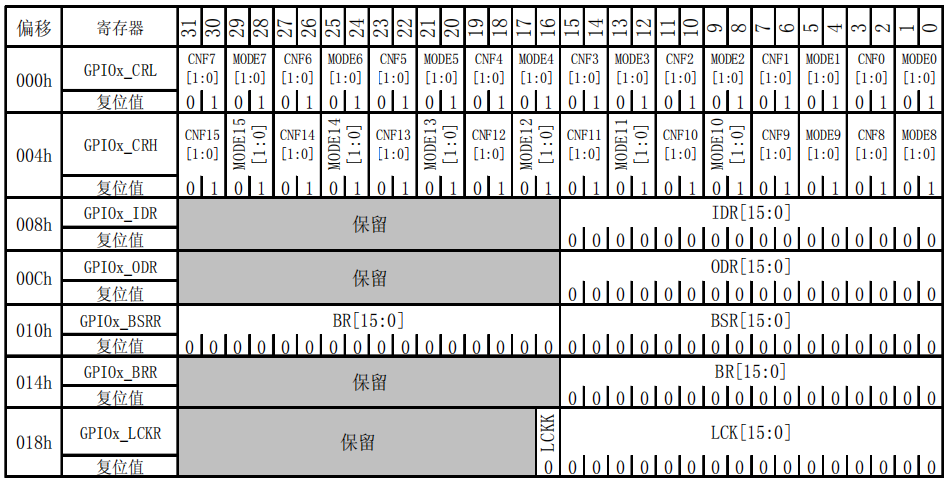 偏移 寄存器 31 30 29 28 27 26 25 24 23 22 21 20 19 18 17 16 15 14 13 12 11 10 9 8 7 6 5 4 3 2 1 0
000h GPIOx_CRL CNF7 [1:0] MODE7 [1:0] CNF6 [1:0] MODE6 [1:0] CNF5 [1:0] MODE5 [1:0] CNF4 [1:0] MODE4 [1:0] CNF3 [1:0] MODE3 [1:0] CNF2 [1:0] MODE2 [1:0] CNF1 [1:0] MODE1 [1:0] CNF0 [1:0] MODE0 [1:0]
复位值 0 1 0 1 0 1 0 1 0 1 0 1 0 1 0 1 0 1 0 1 0 1 0 1 0 1 0 1 0 1 0 1
004h GPIOx_CRH CNF15 [1:0] MODE15 [1:0] CNF14 [1:0] MODE14 [1:0] CNF13 [1:0] MODE13 [1:0] CNF12 [1:0] MODE12 [1:0] CNF11 [1:0] MODE11 [1:0] CNF10 [1:0] MODE10 [1:0] CNF9 [1:0] MODE9 [1:0] CNF8 [1:0] MODE8 [1:0]
复位值 0 1 0 1 0 1 0 1 0 1 0 1 0 1 0 1 0 1 0 1 0 1 0 1 0 1 0 1 0 1 0 1
008h GPIOx_IDR 保留 IDR[15:0]
复位值 0 0 0 0 0 0 0 0 0 0 0 0 0 0 0 0
00Ch GPIOx_ODR 保留 ODR[15:0]
复位值 0 0 0 0 0 0 0 0 0 0 0 0 0 0 0 0
010h GPIOx_BSRR BR[15:0] BSR[15:0]
复位值 0 0 0 0 0 0 0 0 0 0 0 0 0 0 0 0 0 0 0 0 0 0 0 0 0 0 0 0 0 0 0 0
014h GPIOx_BRR 保留 BR[15:0]
复位值 0 0 0 0 0 0 0 0 0 0 0 0 0 0 0 0
018h GPIOx_LCKR 保留 LCKK LCK[15:0]
复位值 0 0 0 0 0 0 0 0 0 0 0 0 0 0 0 0 0